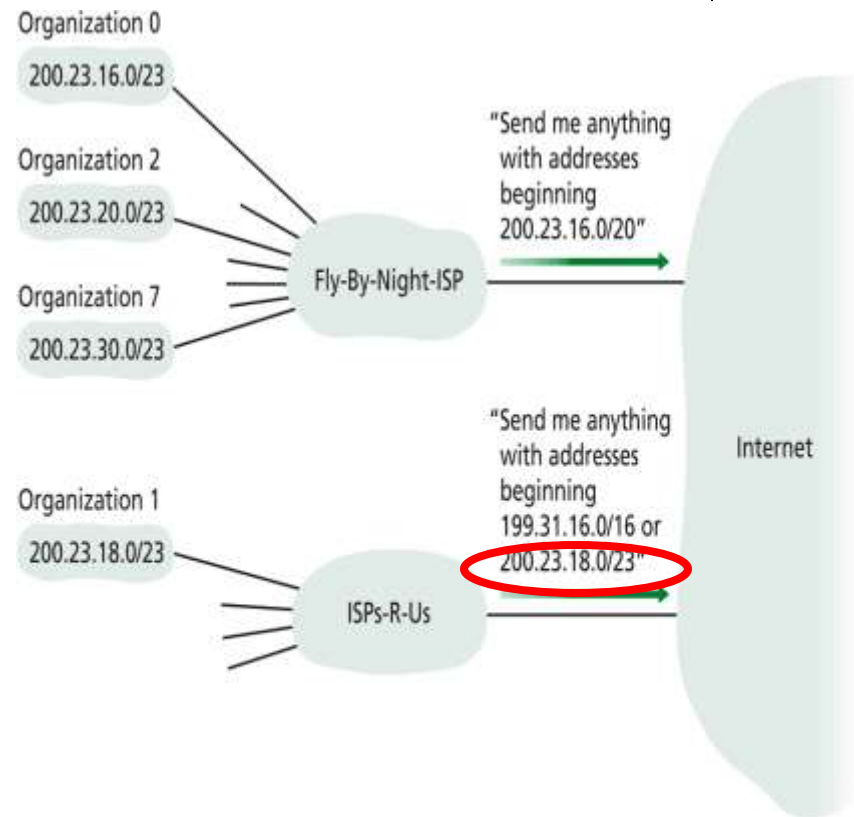 Organization 0
200.23.16.0/23
Organization 2
200.23.20.0/23
Organization 7
200.23.30.0/23
Fly-By-Night-ISP
“Send me anything
with addresses
beginning
200.23.16.0/20”
Organization 1
200.23.18.0/23
ISPs-R-Us
“Send me anything
with addresses
beginning
199.31.16.0/16 or
200.23.18.0/23”
Internet